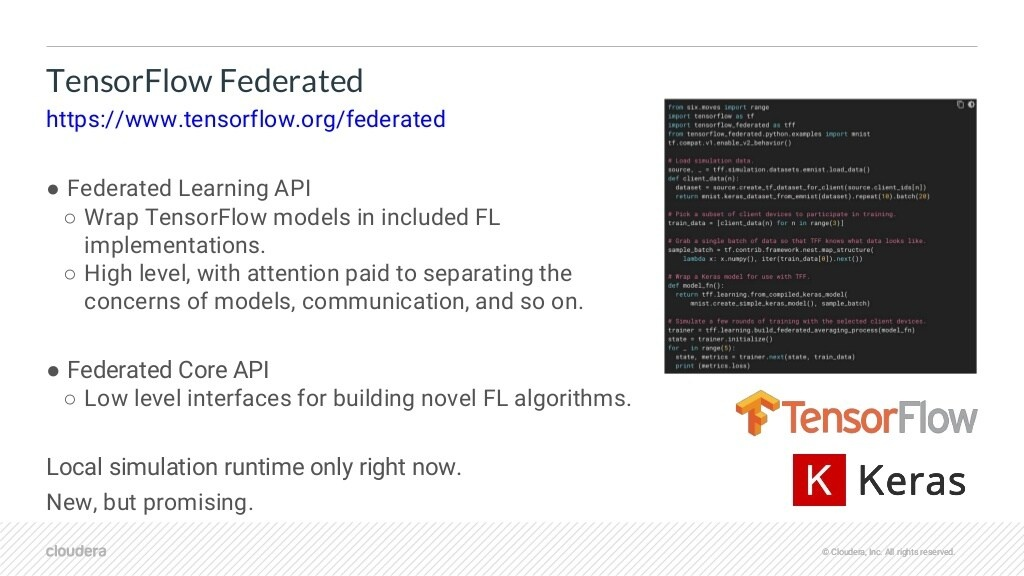 TensorFlow Federated
https://www.tensorflow.org/federated
● Federated Learning API
○ Wrap TensorFlow models in included FL
implementations.
○ High level, with attention paid to separating the
concerns of models, communication, and so on.
● Federated Core API
○ Low level interfaces for building novel FL algorithms.
Local simulation runtime only right now.
New, but promising.
from six.moves import range
import tensorflow as tf
import tensorflow_federated as tff
from tensorflow_federated.python.examples import mnist
tf.compat.v1.enable_v2_behavior()
# Load simulation data.
source, _ = tff.simulation.datasets.emnist.load_data()
def client_data(n):
dataset = source.create_tf_dataset_for_client(source.client_ids[n])
return mnist.keras_dataset_from_emnist(dataset).repeat(10).batch(20)
# Pick a subset of client devices to participate in training.
train_data = [client_data(n) for n in range(3)]
# Grab a single batch of data so that TFF knows what data looks like.
sample_batch = tf.contrib.framework.nest.map_structure(
lambda x: x.numpy(), iter(train_data[0]).next())
# Wrap a Keras model for use with TFF.
def model_fn():
return tff.learning.from_compiled_keras_model(
mnist.create_simple_keras_model(), sample_batch)
# Simulate a few rounds of training with the selected client devices.
trainer = tff.learning.build_federated_averaging_process(model_fn)
state = trainer.initialize()
for _ in range(5):
state, metrics = trainer.next(state, train_data)
print (metrics.loss)
TensorFlow
K Keras
cloudera
© Cloudera, Inc. All rights reserved.